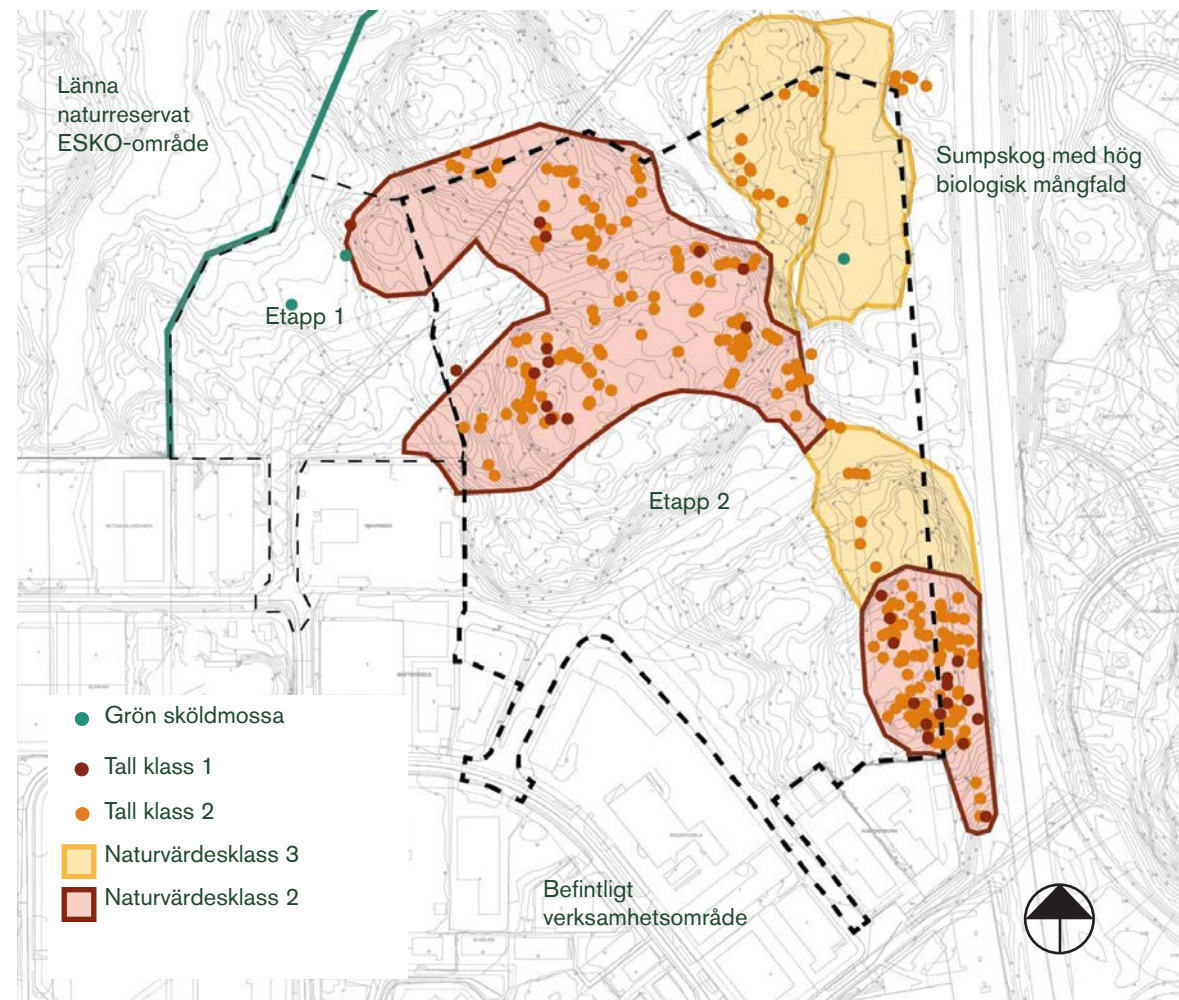 Länna
naturreservat
ESKO-område
Sumpskog med hög
biologisk mångfald
Etapp 1
Etapp 2
Grön sköldmossa
Tall klass 1
Tall klass 2
Naturvärdesklass 3
Naturvärdesklass 2
Befintligt
verksamhetsområde